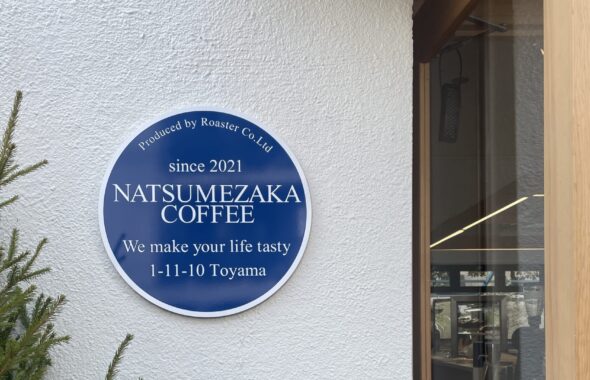 Produced by Roaster Co.Ltd
since 2021
NATSUMEZAKA
COFFEE
We make your life tasty
1-11-10 Toyama